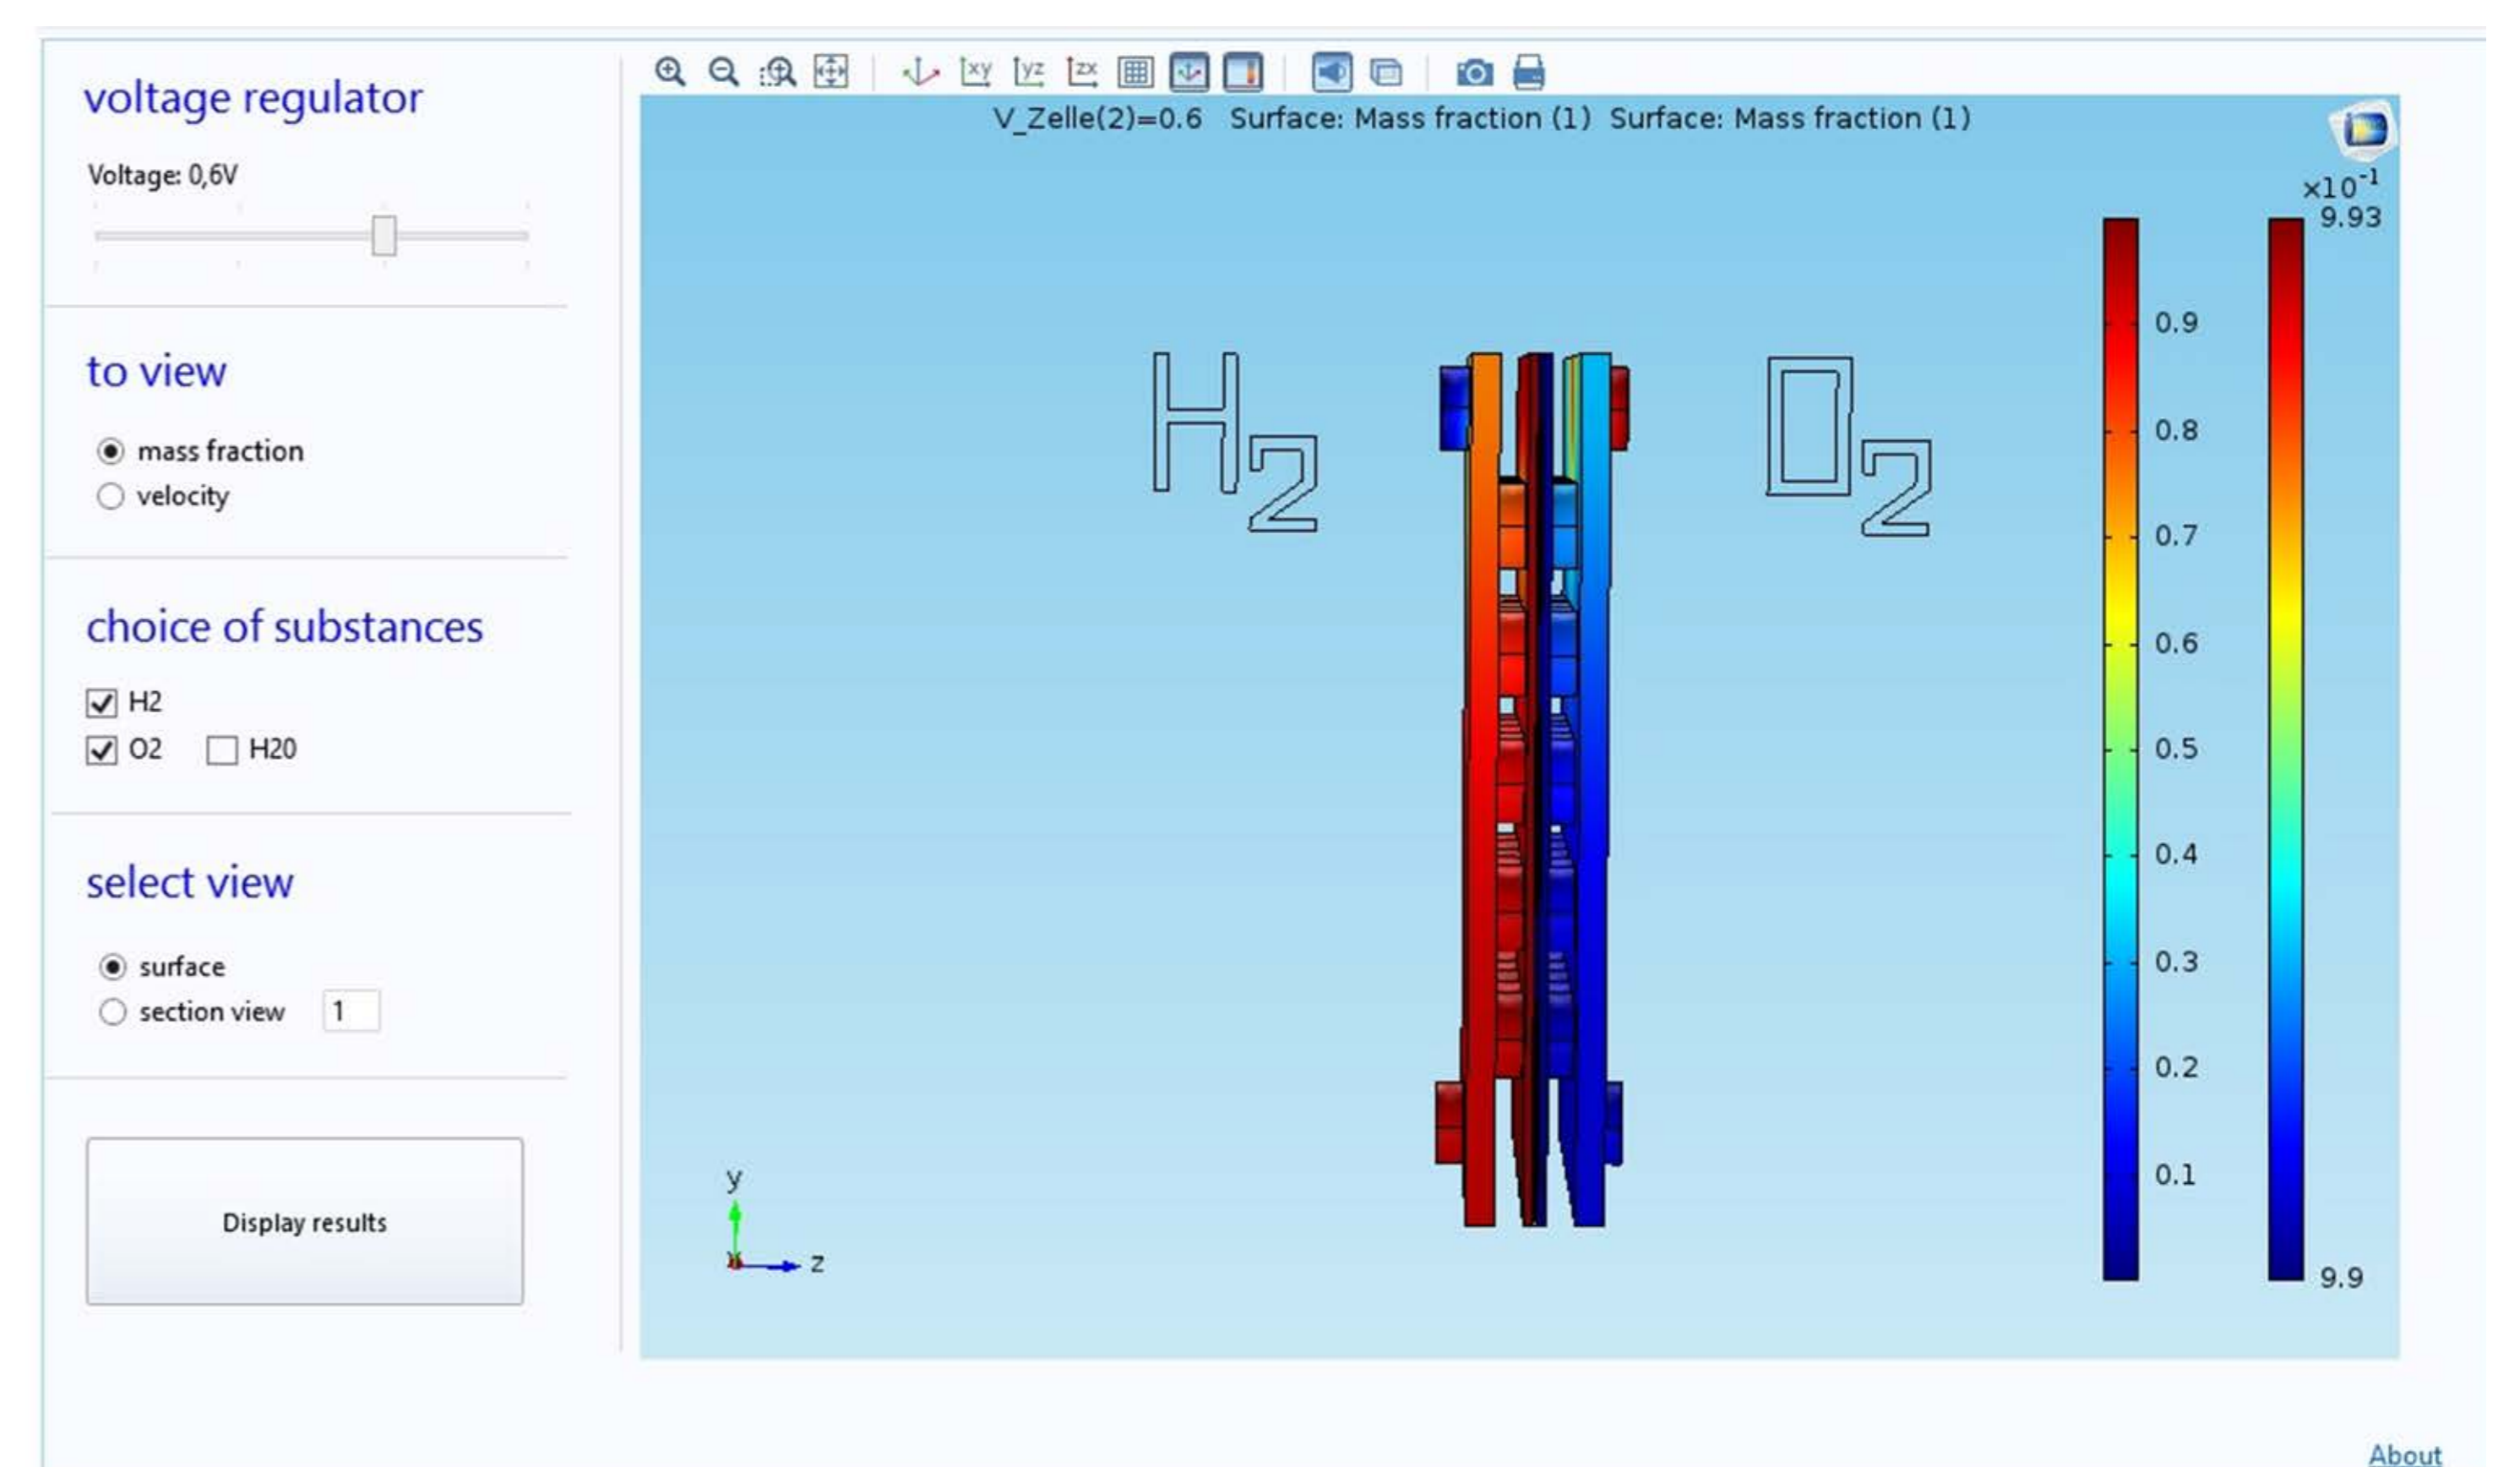 voltage regulator
Voltage: 0,6V
to view
mass fraction
velocity
choice of substances
H2
O2 H20
select view
surface
section view 1
Display results
xy yz zx
V_Zelle(2)=0.6 Surface: Mass fraction (1) Surface: Mass fraction (1)
×10⁻¹
9.93
H₂ O₂
0.9
0.8
0.7
0.6
0.5
0.4
0.3
0.2
0.1
9.9
y
z
About